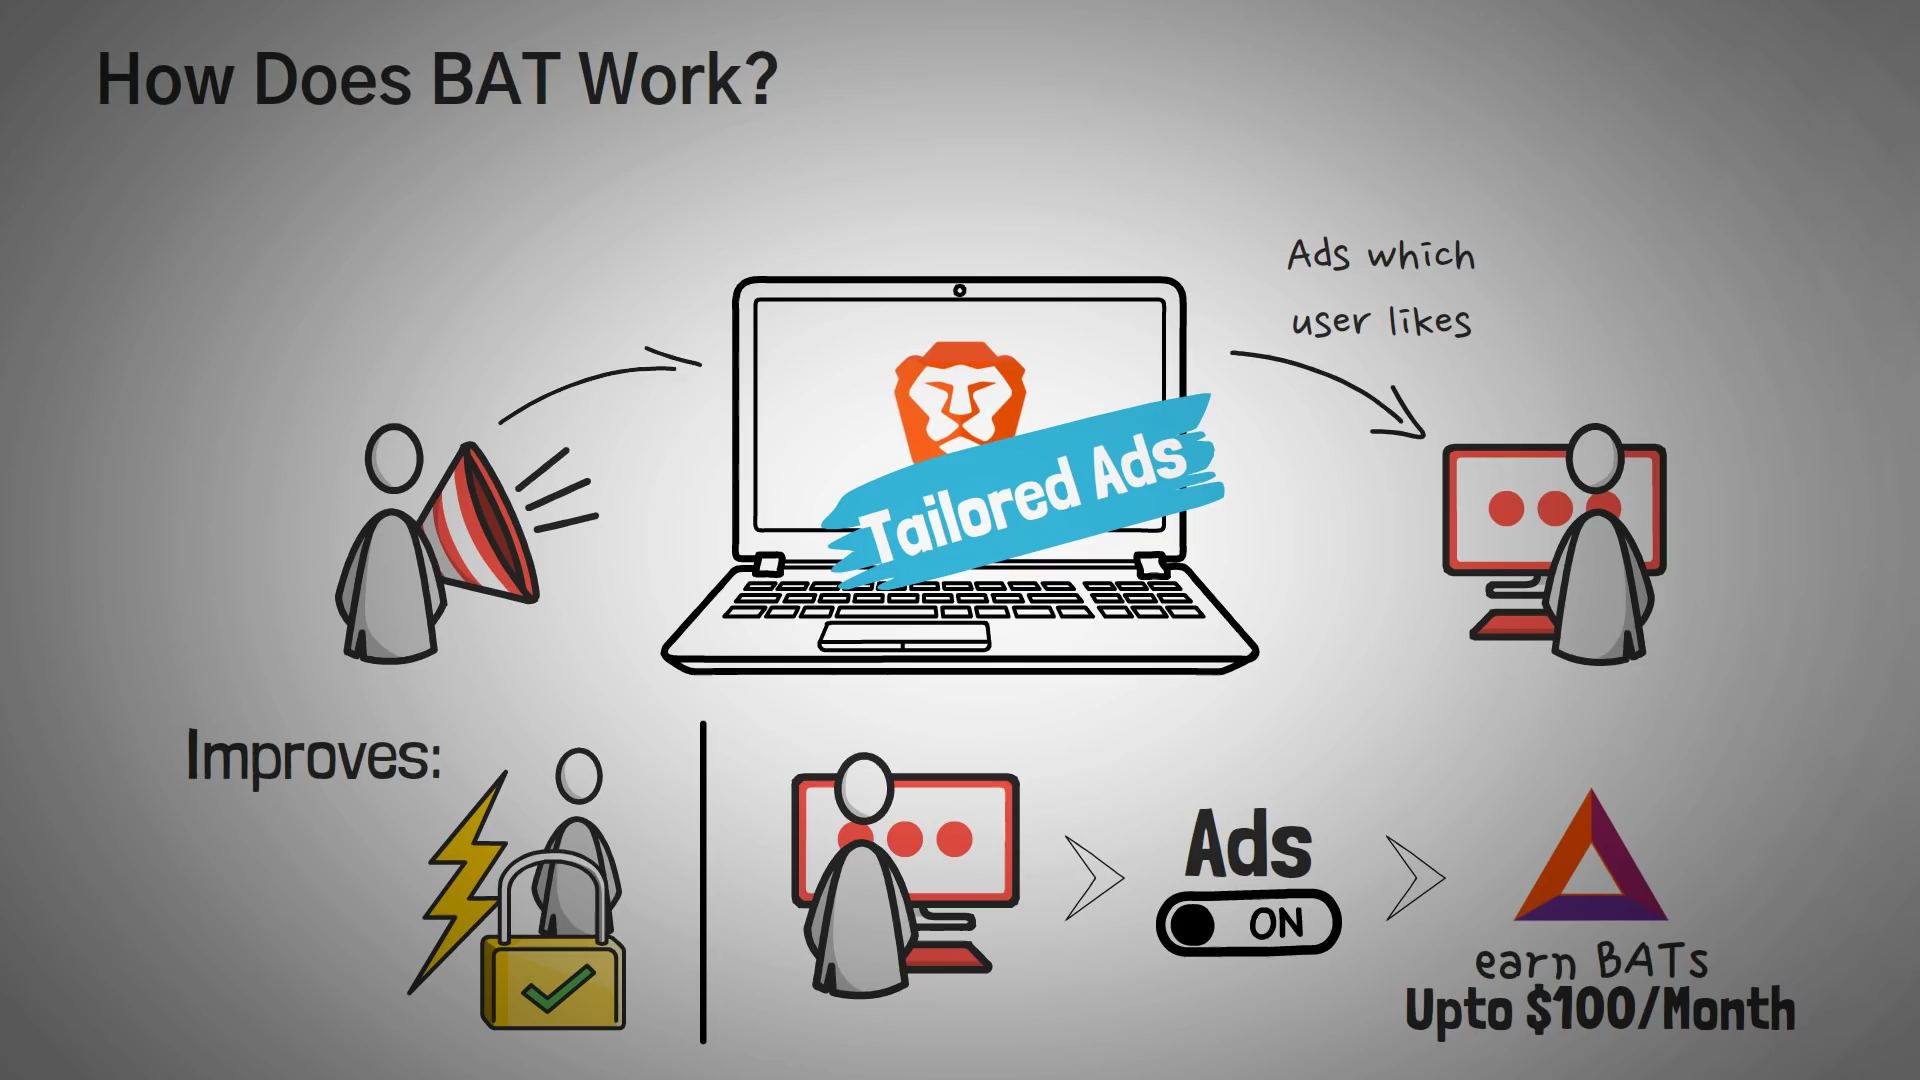 How Does BAT Work?
Ads which
user likes
Tailored Ads
Improves:
Ads
ON
earn BATs
Upto $100/Month